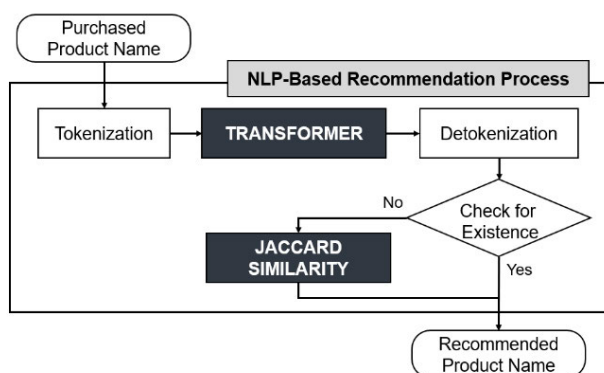 Purchased
Product Name
NLP-Based Recommendation Process
Tokenization
TRANSFORMER
Detokenization
No
Check for
Existence
JACCARD
SIMILARITY
Yes
Recommended
Product Name